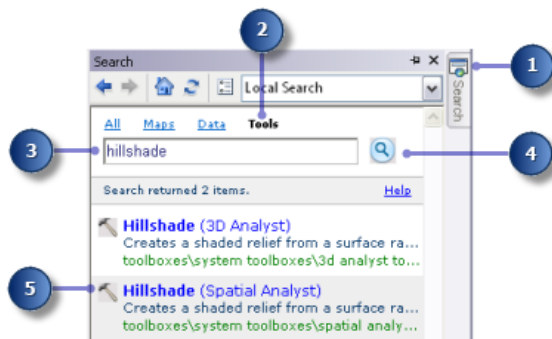 2
1
Search
Local Search
Search
All Maps Data Tools
3
hillshade
4
Search returned 2 items. Help
Hillshade (3D Analyst)
Creates a shaded relief from a surface ra...
toolboxes\system toolboxes\3d analyst to...
5
Hillshade (Spatial Analyst)
Creates a shaded relief from a surface ra...
toolboxes\system toolboxes\spatial analy...